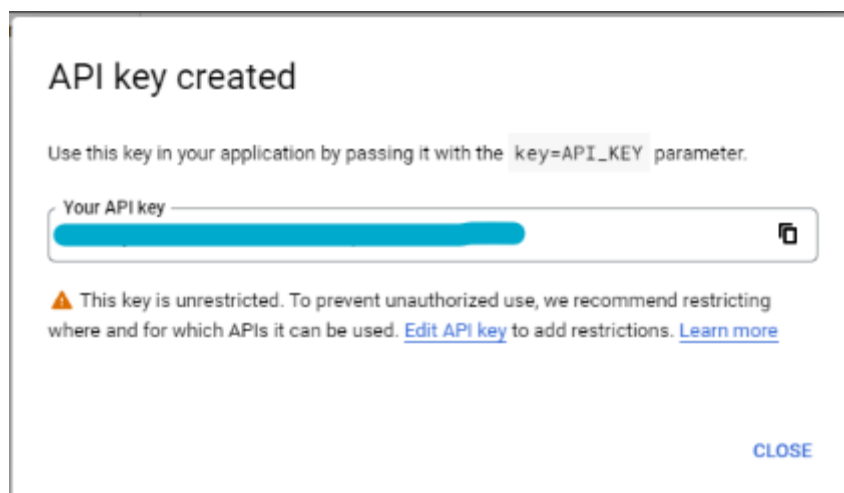 API key created
Use this key in your application by passing it with the key=API_KEY parameter.
Your API key
This key is unrestricted. To prevent unauthorized use, we recommend restricting
where and for which APIs it can be used. Edit API key to add restrictions. Learn more
CLOSE